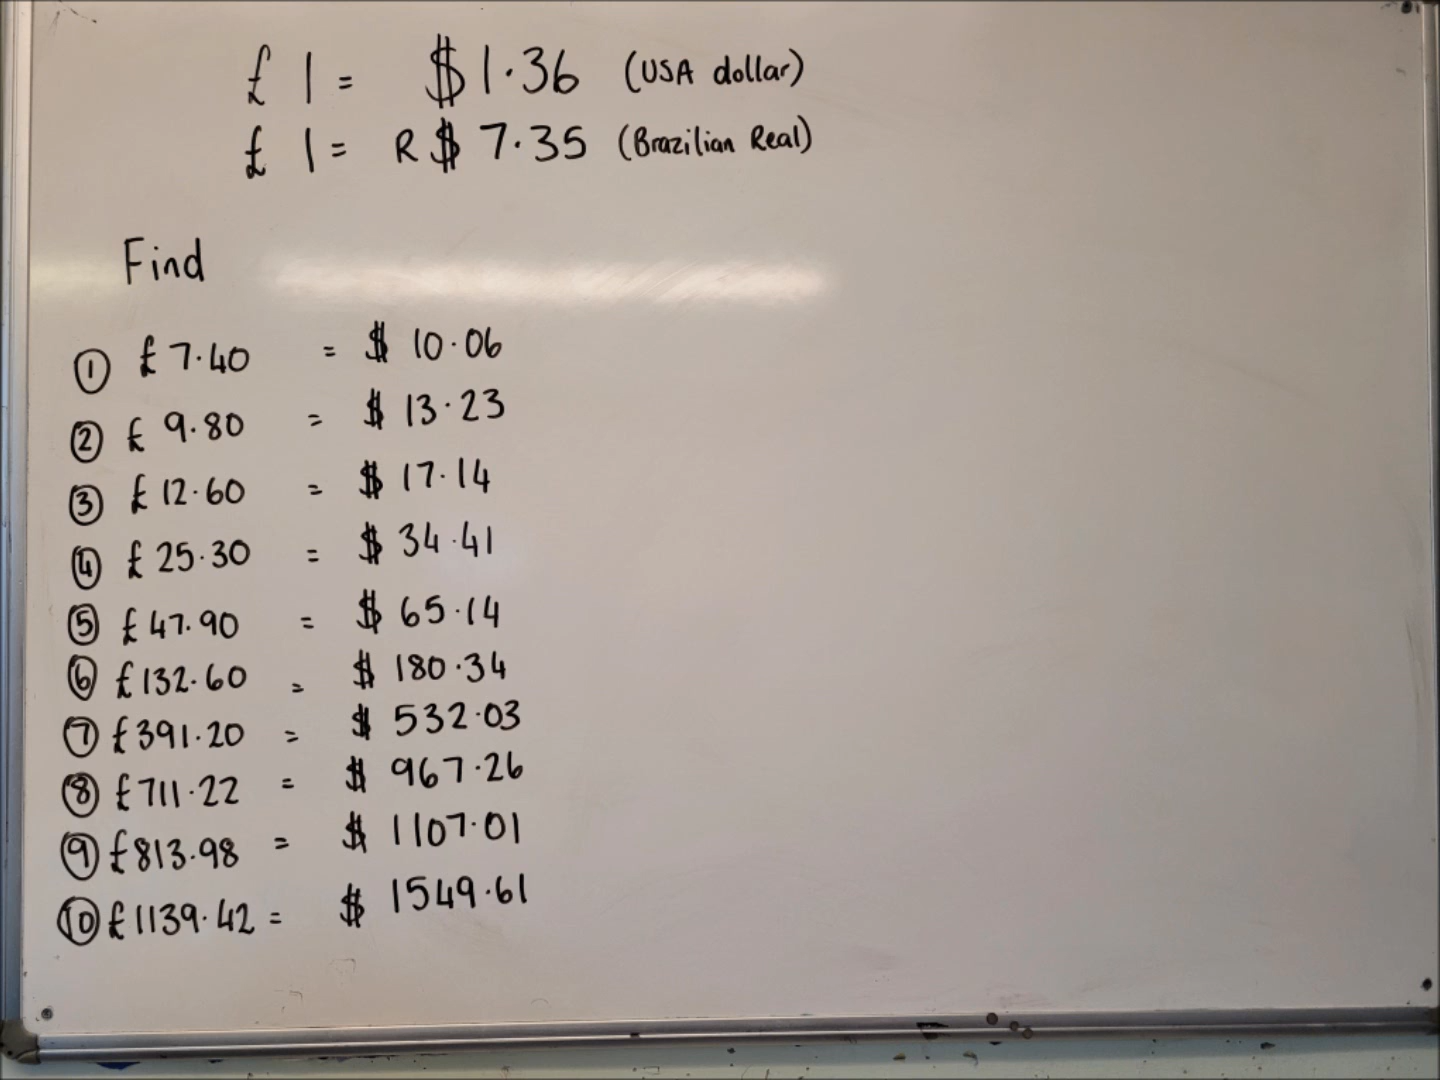 £ 1 = $1.36 (USA dollar)
£ 1 = R$ 7.35 (Brazilian Real)
Find
① £7.40 = $ 10.06
② £ 9.80 = $ 13.23
③ £12.60 = $ 17.14
④ £25.30 = $ 34.41
⑤ £47.90 = $ 65.14
⑥ £132.60 = $ 180.34
⑦ £391.20 = $ 532.03
⑧ £711.22 = $ 967.26
⑨ £813.98 = $ 1107.01
⑩ £1139.42 = $ 1549.61